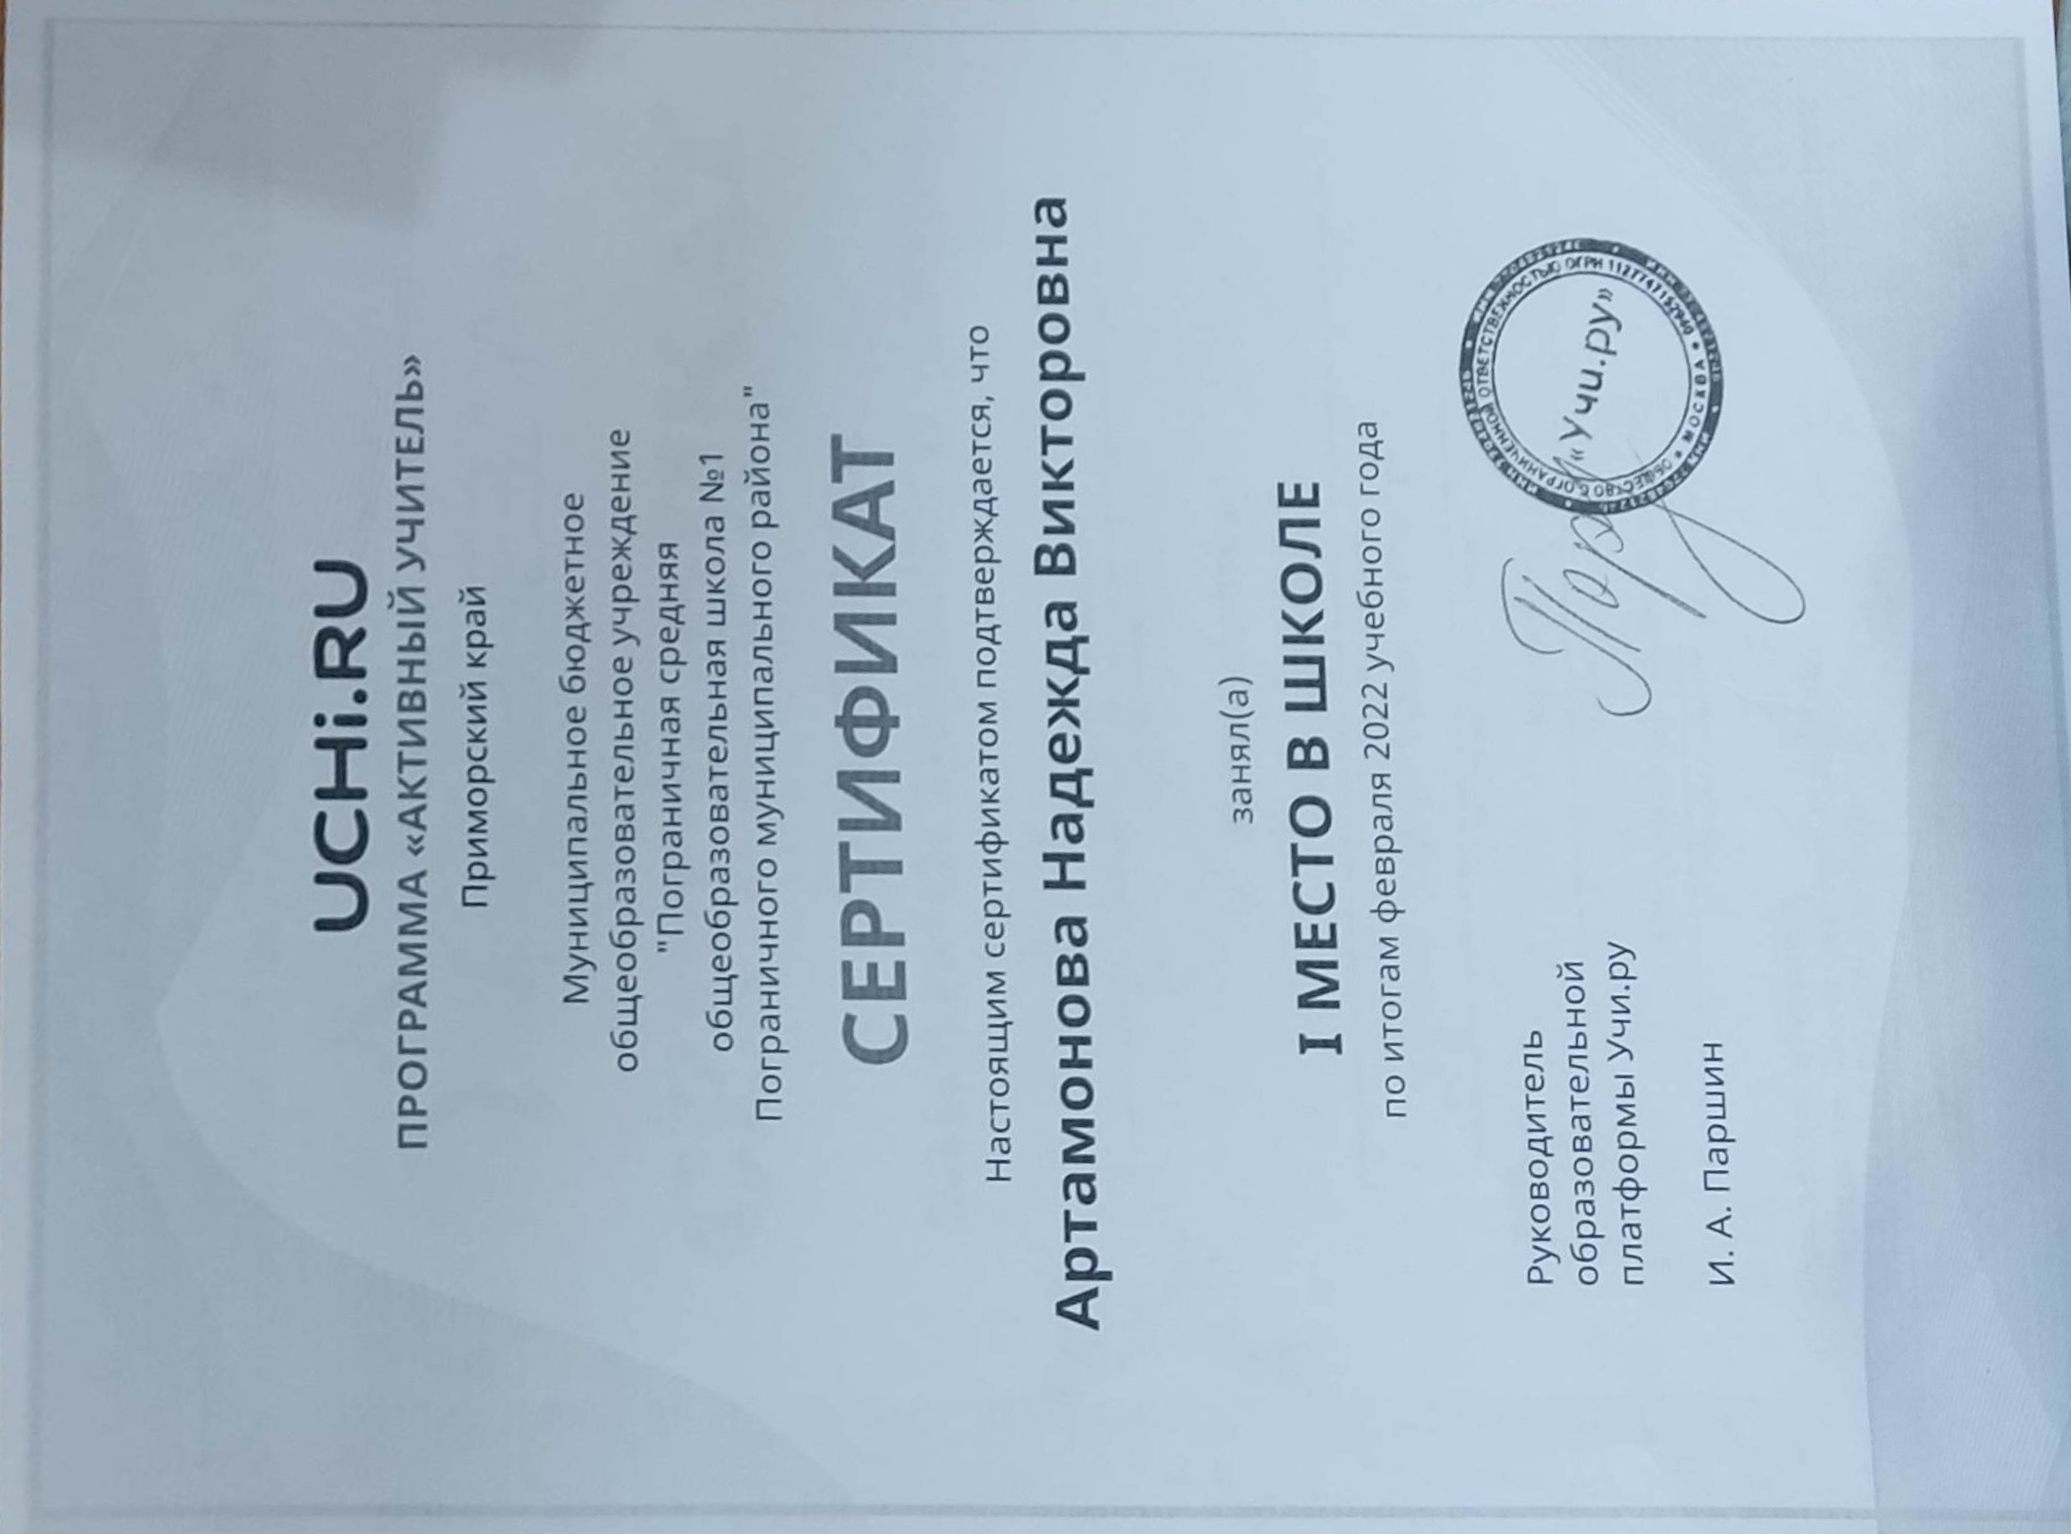 UCHi.RU
ПРОГРАММА «АКТИВНЫЙ УЧИТЕЛЬ»
Приморский край
Муниципальное бюджетное
общеобразовательное учреждение
"Пограничная средняя
общеобразовательная школа №1
Пограничного муниципального района"
СЕРТИФИКАТ
Настоящим сертификатом подтверждается, что
Артамонова Надежда Викторовна
занял(а)
I МЕСТО В ШКОЛЕ
по итогам февраля 2022 учебного года
Руководитель
образовательной
платформы Учи.ру
И. А. Паршин
ОБЩЕСТВО С ОГРАНИЧЕННОЙ ОТВЕТСТВЕННОСТЬЮ ОГРН
«Учи.ру»
МОСКВА